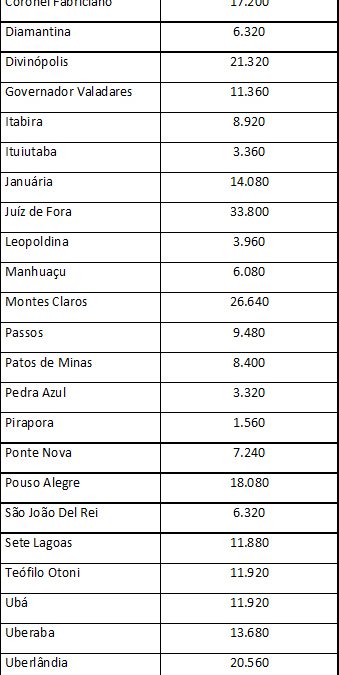 Coronel Fabriciano 17.200
Diamantina 6.320
Divinópolis 21.320
Governador Valadares 11.360
Itabira 8.920
Ituiutaba 3.360
Januária 14.080
Juíz de Fora 33.800
Leopoldina 3.960
Manhuaçu 6.080
Montes Claros 26.640
Passos 9.480
Patos de Minas 8.400
Pedra Azul 3.320
Pirapora 1.560
Ponte Nova 7.240
Pouso Alegre 18.080
São João Del Rei 6.320
Sete Lagoas 11.880
Teófilo Otoni 11.920
Ubá 11.920
Uberaba 13.680
Uberlândia 20.560